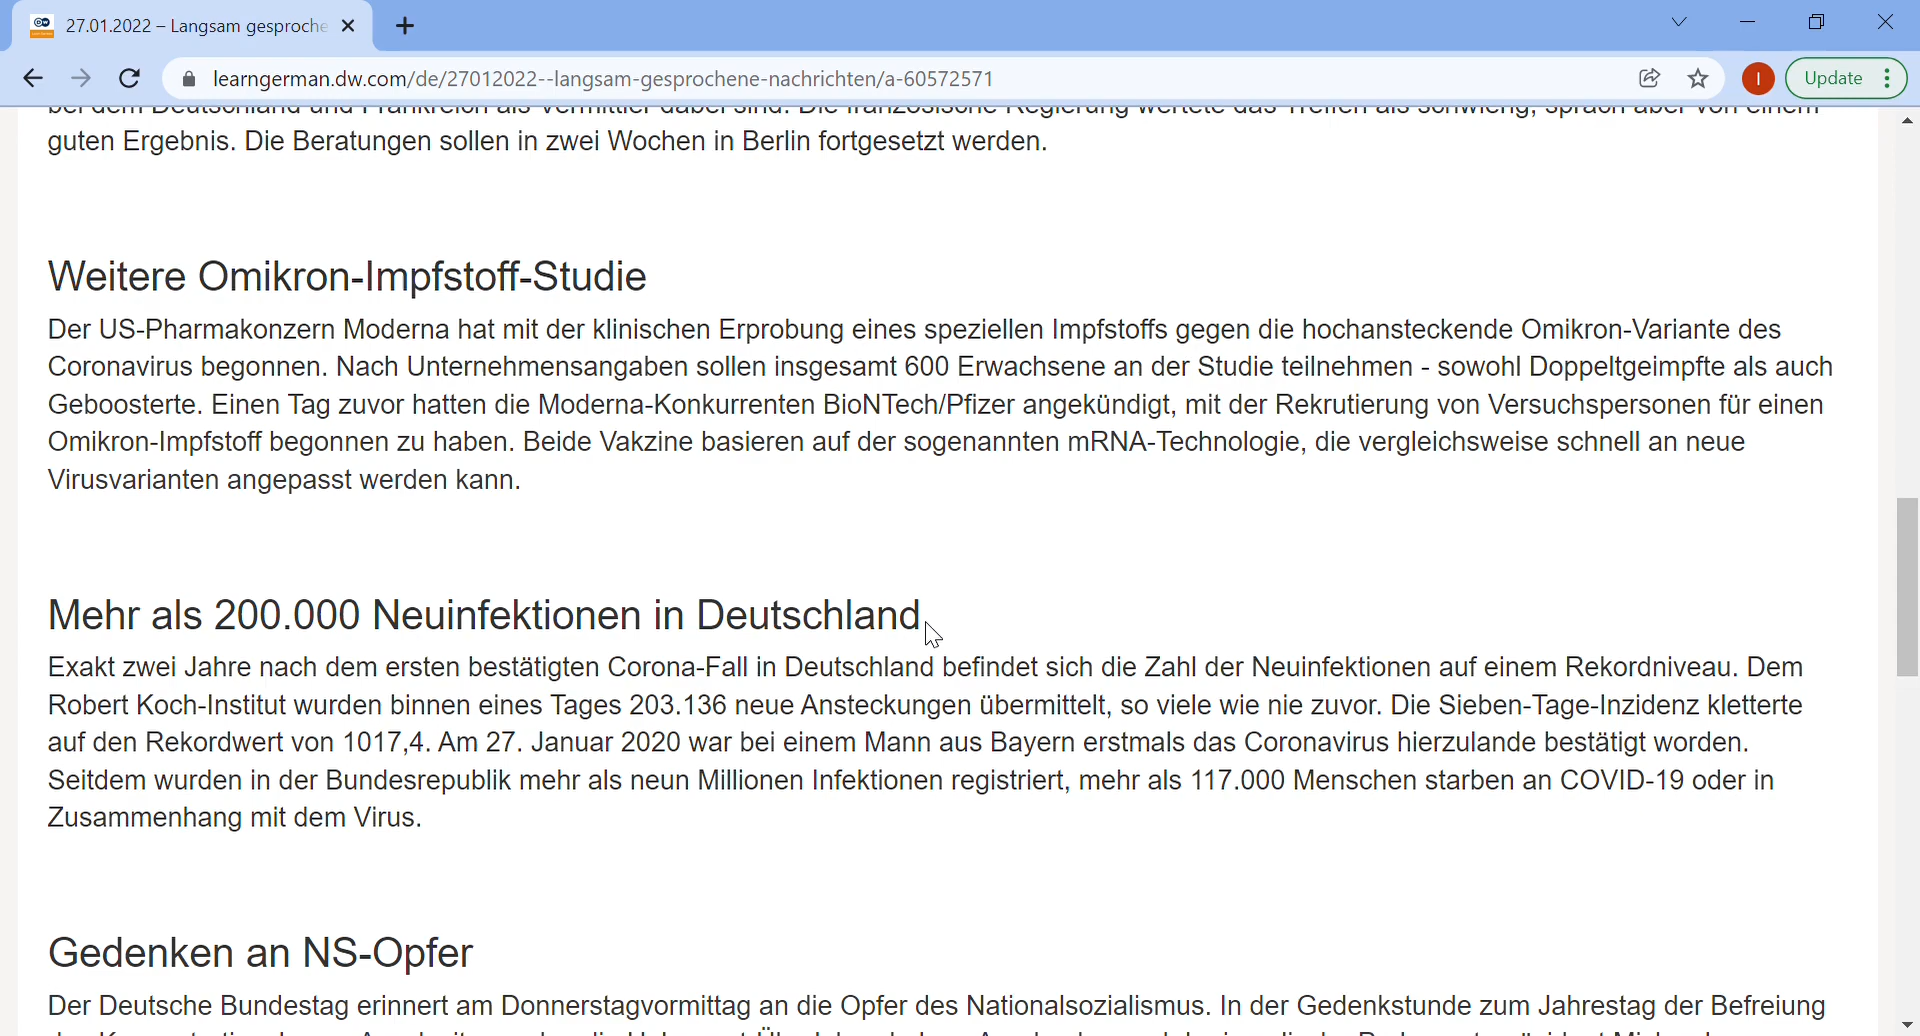 27.01.2022 – Langsam gesproche
learngerman.dw.com/de/27012022--langsam-gesprochene-nachrichten/a-60572571
I
Update
bei dem Deutschland und Frankreich als Vermittler dabei sind. Die französische Regierung wertete das Treffen als schwierig, sprach aber von einem
guten Ergebnis. Die Beratungen sollen in zwei Wochen in Berlin fortgesetzt werden.
Weitere Omikron-Impfstoff-Studie
Der US-Pharmakonzern Moderna hat mit der klinischen Erprobung eines speziellen Impfstoffs gegen die hochansteckende Omikron-Variante des
Coronavirus begonnen. Nach Unternehmensangaben sollen insgesamt 600 Erwachsene an der Studie teilnehmen - sowohl Doppeltgeimpfte als auch
Geboosterte. Einen Tag zuvor hatten die Moderna-Konkurrenten BioNTech/Pfizer angekündigt, mit der Rekrutierung von Versuchspersonen für einen
Omikron-Impfstoff begonnen zu haben. Beide Vakzine basieren auf der sogenannten mRNA-Technologie, die vergleichsweise schnell an neue
Virusvarianten angepasst werden kann.
Mehr als 200.000 Neuinfektionen in Deutschland
Exakt zwei Jahre nach dem ersten bestätigten Corona-Fall in Deutschland befindet sich die Zahl der Neuinfektionen auf einem Rekordniveau. Dem
Robert Koch-Institut wurden binnen eines Tages 203.136 neue Ansteckungen übermittelt, so viele wie nie zuvor. Die Sieben-Tage-Inzidenz kletterte
auf den Rekordwert von 1017,4. Am 27. Januar 2020 war bei einem Mann aus Bayern erstmals das Coronavirus hierzulande bestätigt worden.
Seitdem wurden in der Bundesrepublik mehr als neun Millionen Infektionen registriert, mehr als 117.000 Menschen starben an COVID-19 oder in
Zusammenhang mit dem Virus.
Gedenken an NS-Opfer
Der Deutsche Bundestag erinnert am Donnerstagvormittag an die Opfer des Nationalsozialismus. In der Gedenkstunde zum Jahrestag der Befreiung